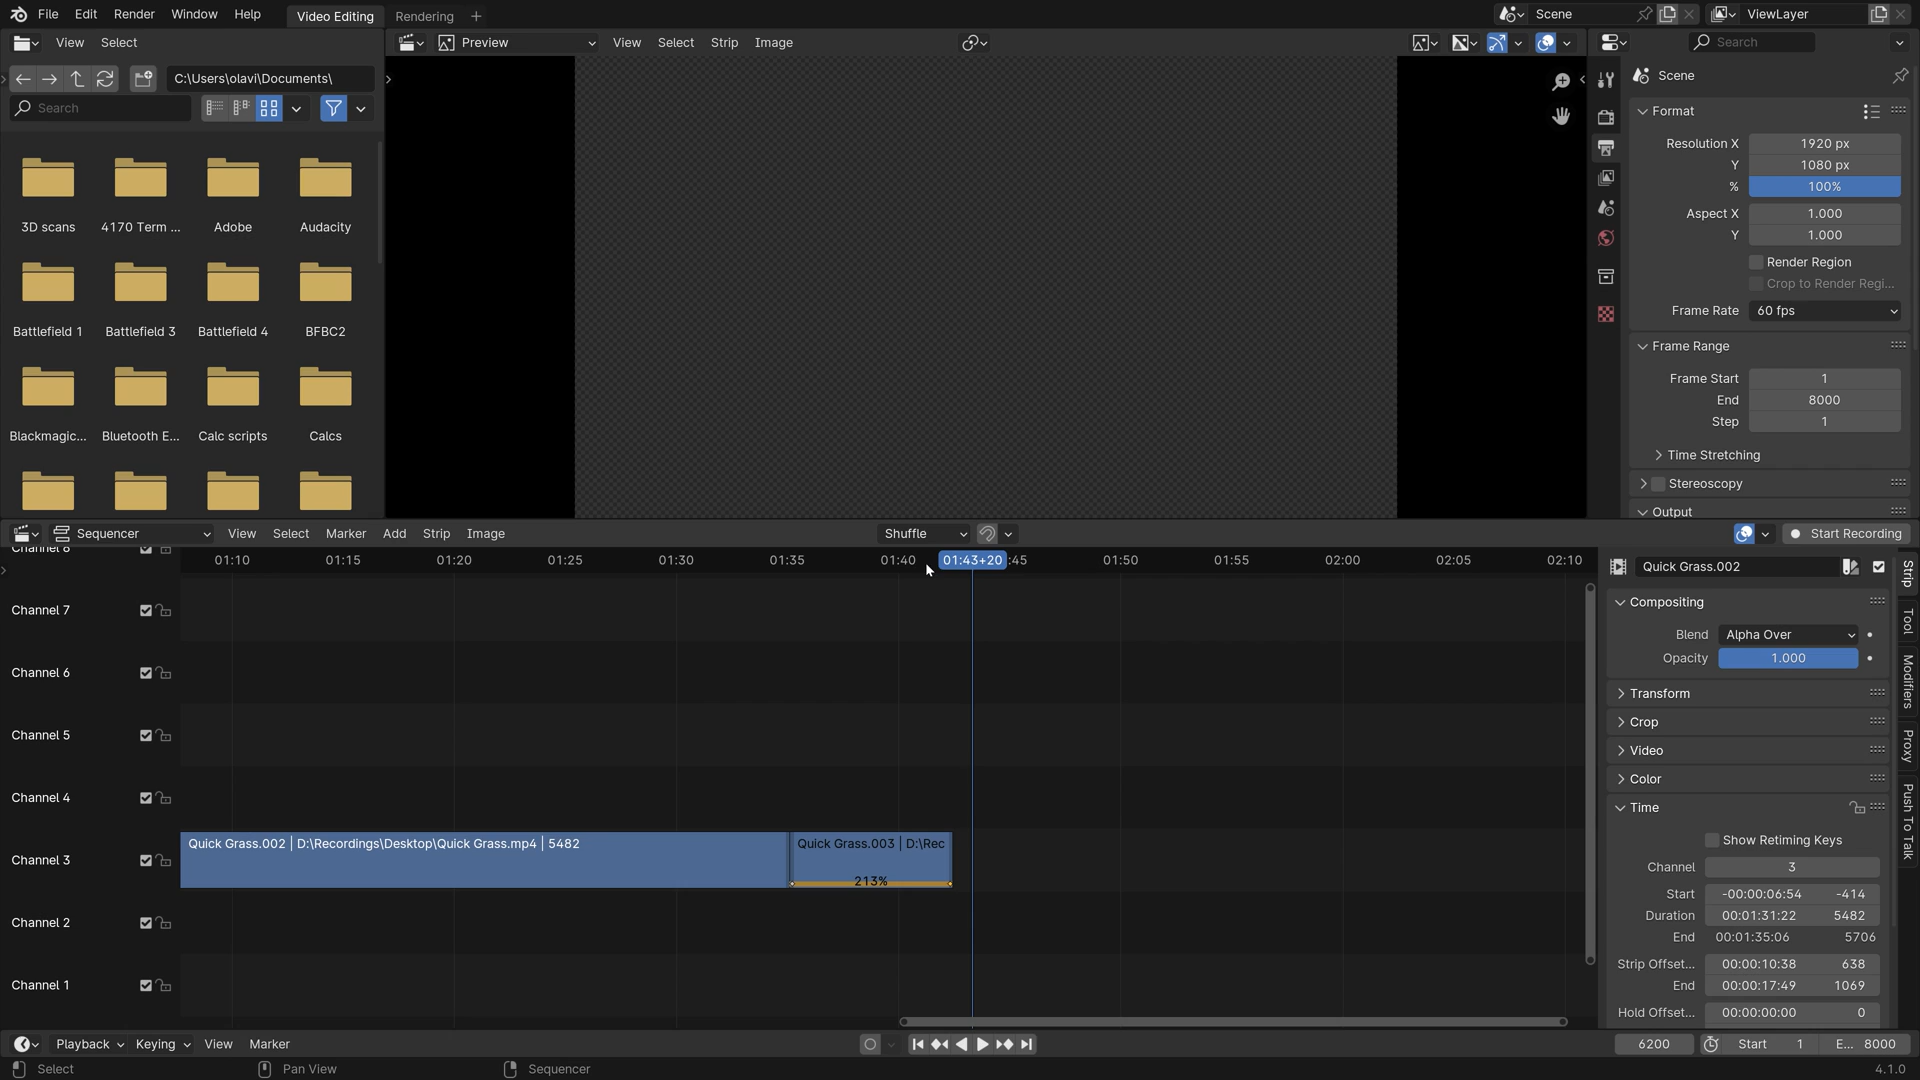 File Edit Render Window Help Video Editing Rendering + Scene ViewLayer
View Select Preview View Select Strip Image Search
C:\Users\olavi\Documents\ Scene
Search
Format
Resolution X 1920 px
Y 1080 px
% 100%
Aspect X 1.000
Y 1.000
Render Region
Crop to Render Regi...
Frame Rate 60 fps
Frame Range
Frame Start 1
End 8000
Step 1
Time Stretching
Stereoscopy
Output
3D scans 4170 Term ... Adobe Audacity
Battlefield 1 Battlefield 3 Battlefield 4 BFBC2
Blackmagic... Bluetooth E... Calc scripts Calcs
Sequencer View Select Marker Add Strip Image Shuffle Start Recording
Channel 8 01:10 01:15 01:20 01:25 01:30 01:35 01:40 01:43+20 :45 01:50 01:55 02:00 02:05 02:10
Channel 7
Channel 6
Channel 5
Channel 4
Channel 3 Quick Grass.002 | D:\Recordings\Desktop\Quick Grass.mp4 | 5482 Quick Grass.003 | D:\Rec
213%
Channel 2
Channel 1
Quick Grass.002
Compositing
Blend Alpha Over
Opacity 1.000
Transform
Crop
Video
Color
Time
Show Retiming Keys
Channel 3
Start -00:00:06:54 -414
Duration 00:01:31:22 5482
End 00:01:35:06 5706
Strip Offset... 00:00:10:38 638
End 00:00:17:49 1069
Hold Offset... 00:00:00:00 0
Strip
Tool
Modifiers
Proxy
Push To Talk
Playback Keying View Marker 6200 Start 1 E... 8000
Select Pan View Sequencer 4.1.0